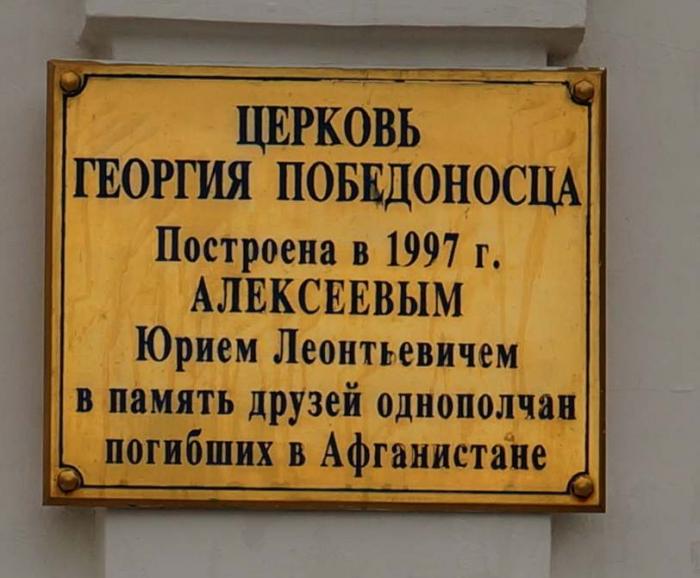 ЦЕРКОВЬ
ГЕОРГИЯ ПОБЕДОНОСЦА
Построена в 1997 г.
АЛЕКСЕЕВЫМ
Юрием Леонтьевичем
в память друзей однополчан
погибших в Афганистане